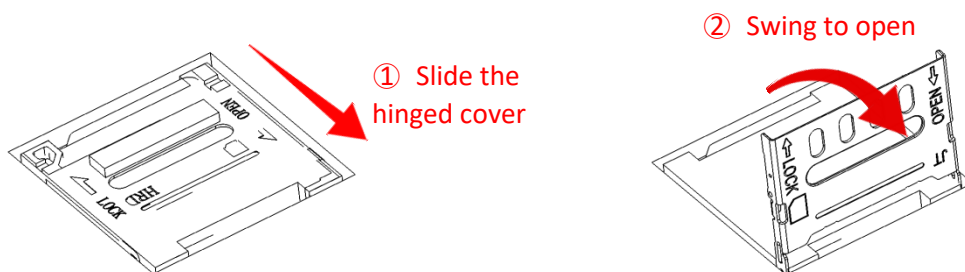 ① Slide the
hinged cover
OPEN
HRD
LOCK
② Swing to open
OPEN
LOCK